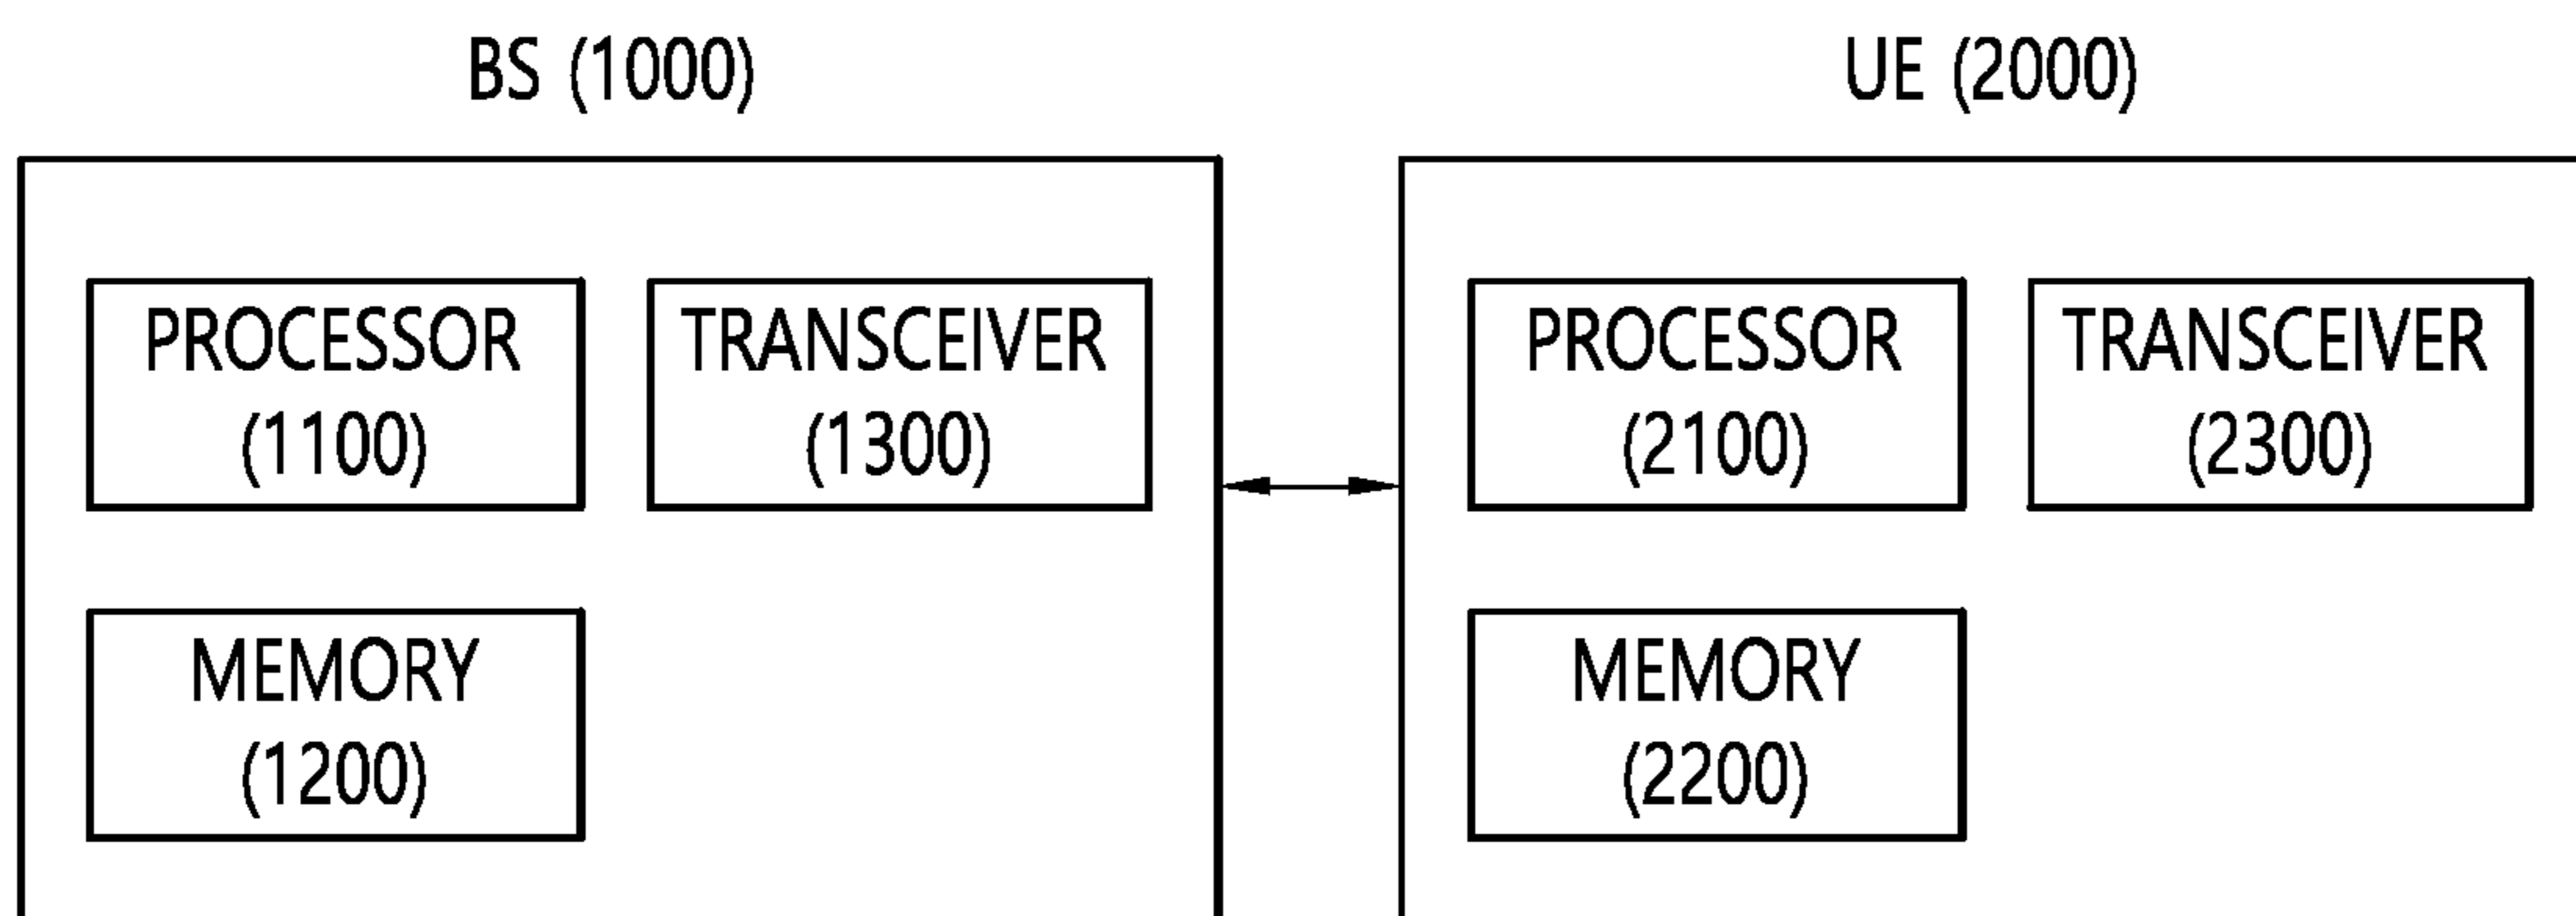 BS (1000)
PROCESSOR
(1100)
TRANSCEIVER
(1300)
MEMORY
(1200)
UE (2000)
PROCESSOR
(2100)
TRANSCEIVER
(2300)
MEMORY
(2200)